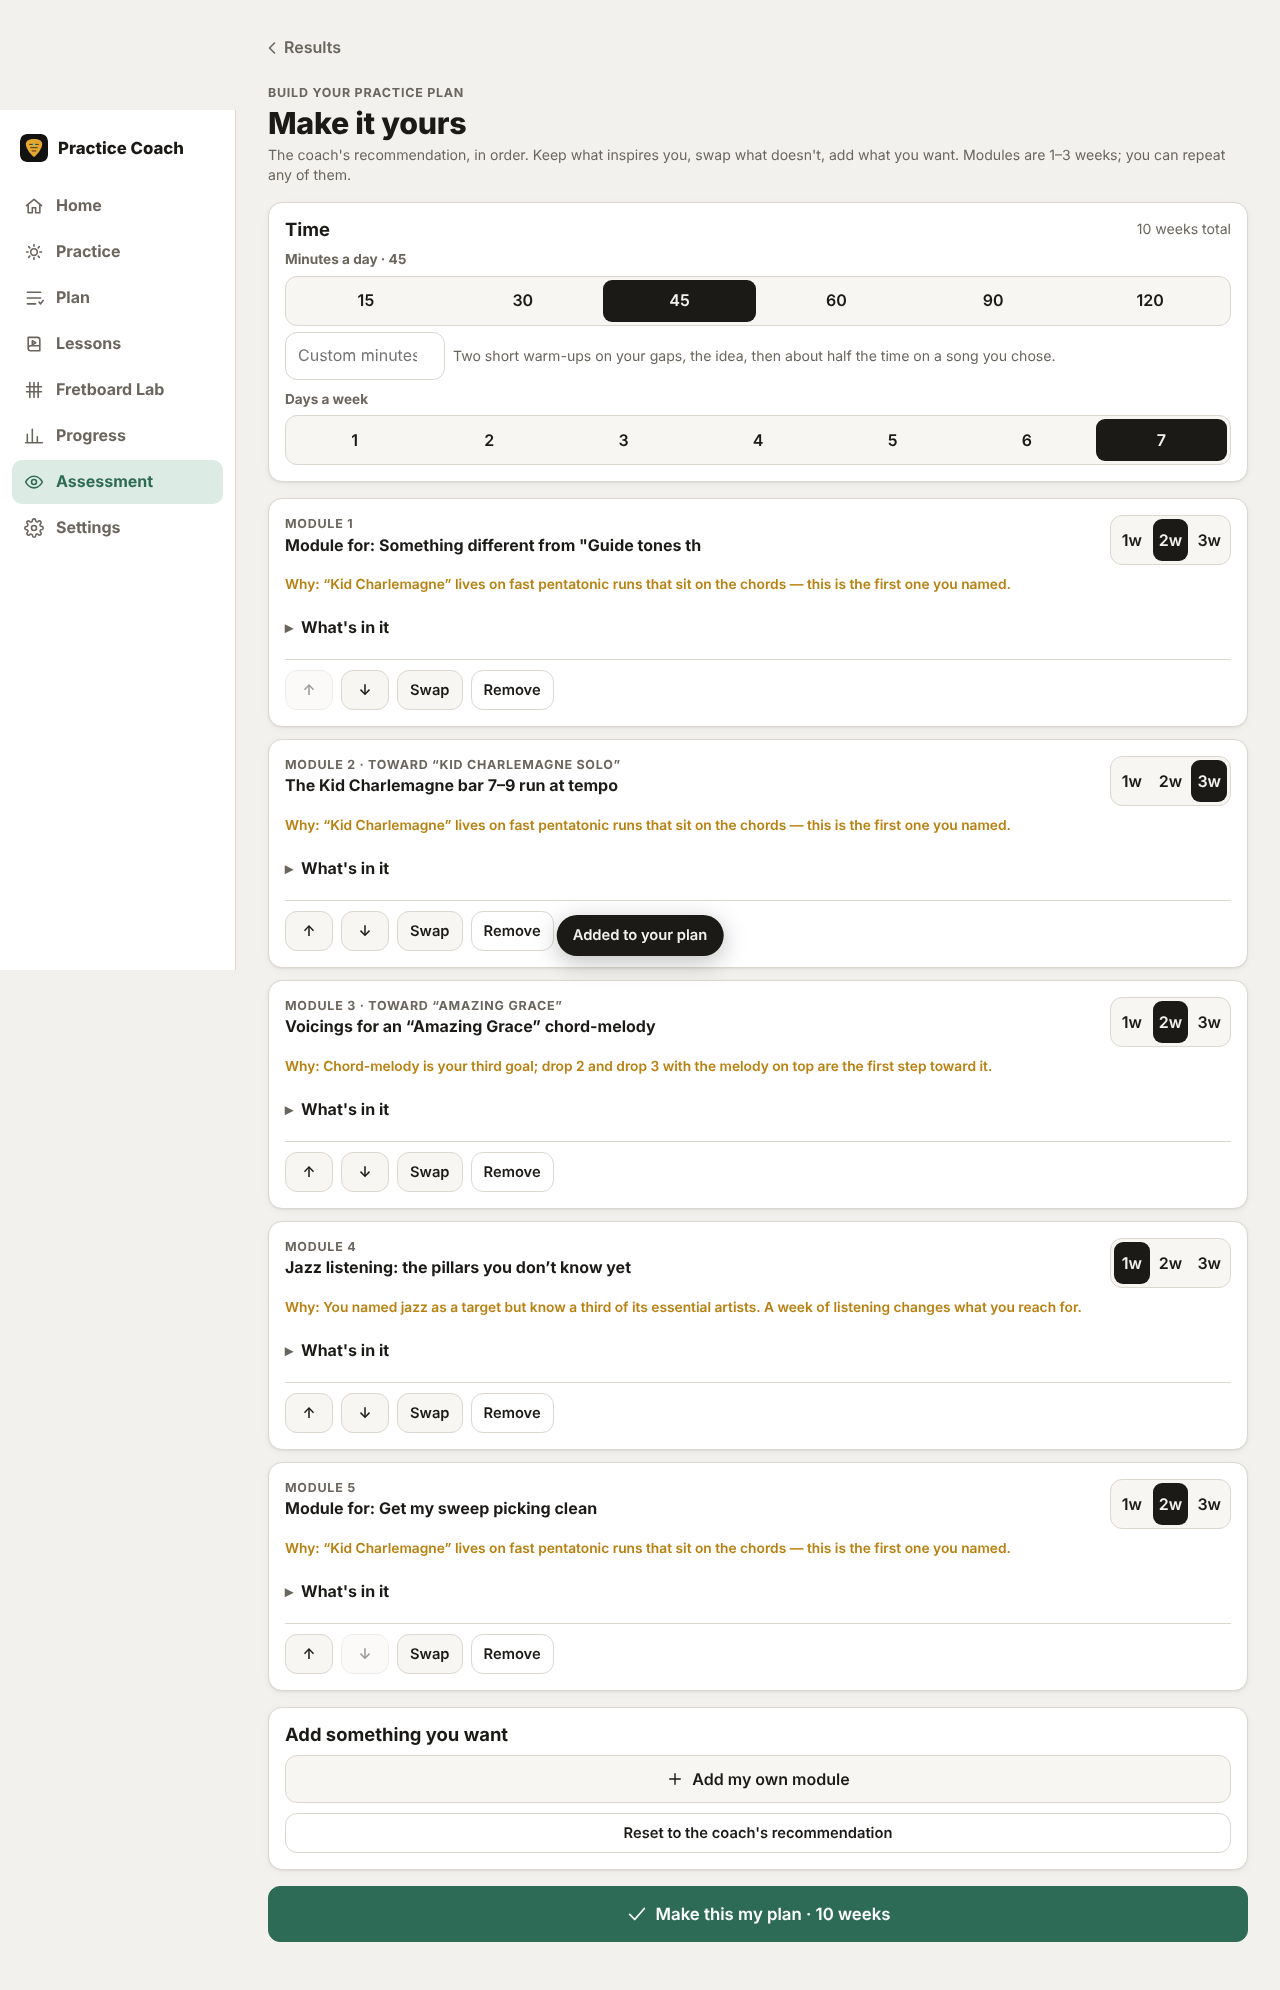 Results
BUILD YOUR PRACTICE PLAN
Make it yours
The coach's recommendation, in order. Keep what inspires you, swap what doesn't, add what you want. Modules are 1–3 weeks; you can repeat
any of them.
Practice Coach
Home
Practice
Plan
Lessons
Fretboard Lab
Progress
Assessment
Settings
Time
10 weeks total
Minutes a day · 45
15 30 45 60 90 120
Custom minutes
Two short warm-ups on your gaps, the idea, then about half the time on a song you chose.
Days a week
1 2 3 4 5 6 7
MODULE 1
Module for: Something different from "Guide tones th
1w 2w 3w
Why: “Kid Charlemagne” lives on fast pentatonic runs that sit on the chords — this is the first one you named.
What's in it
↑ ↓ Swap Remove
MODULE 2 · TOWARD “KID CHARLEMAGNE SOLO”
The Kid Charlemagne bar 7–9 run at tempo
1w 2w 3w
Why: “Kid Charlemagne” lives on fast pentatonic runs that sit on the chords — this is the first one you named.
What's in it
↑ ↓ Swap Remove
Added to your plan
MODULE 3 · TOWARD “AMAZING GRACE”
Voicings for an “Amazing Grace” chord-melody
1w 2w 3w
Why: Chord-melody is your third goal; drop 2 and drop 3 with the melody on top are the first step toward it.
What's in it
↑ ↓ Swap Remove
MODULE 4
Jazz listening: the pillars you don’t know yet
1w 2w 3w
Why: You named jazz as a target but know a third of its essential artists. A week of listening changes what you reach for.
What's in it
↑ ↓ Swap Remove
MODULE 5
Module for: Get my sweep picking clean
1w 2w 3w
Why: “Kid Charlemagne” lives on fast pentatonic runs that sit on the chords — this is the first one you named.
What's in it
↑ ↓ Swap Remove
Add something you want
+ Add my own module
Reset to the coach's recommendation
Make this my plan · 10 weeks